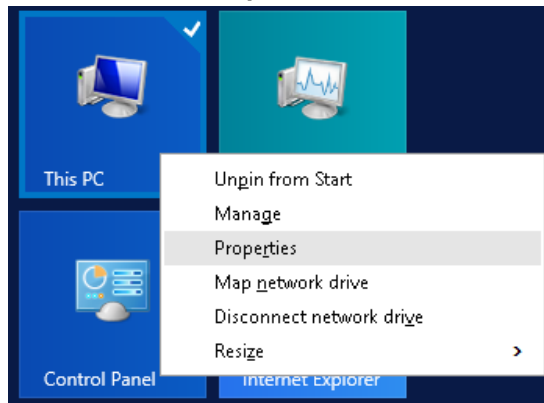 This PC
Unpin from Start
Manage
Properties
Map network drive
Disconnect network drive
Resize
Control Panel
Internet Explorer